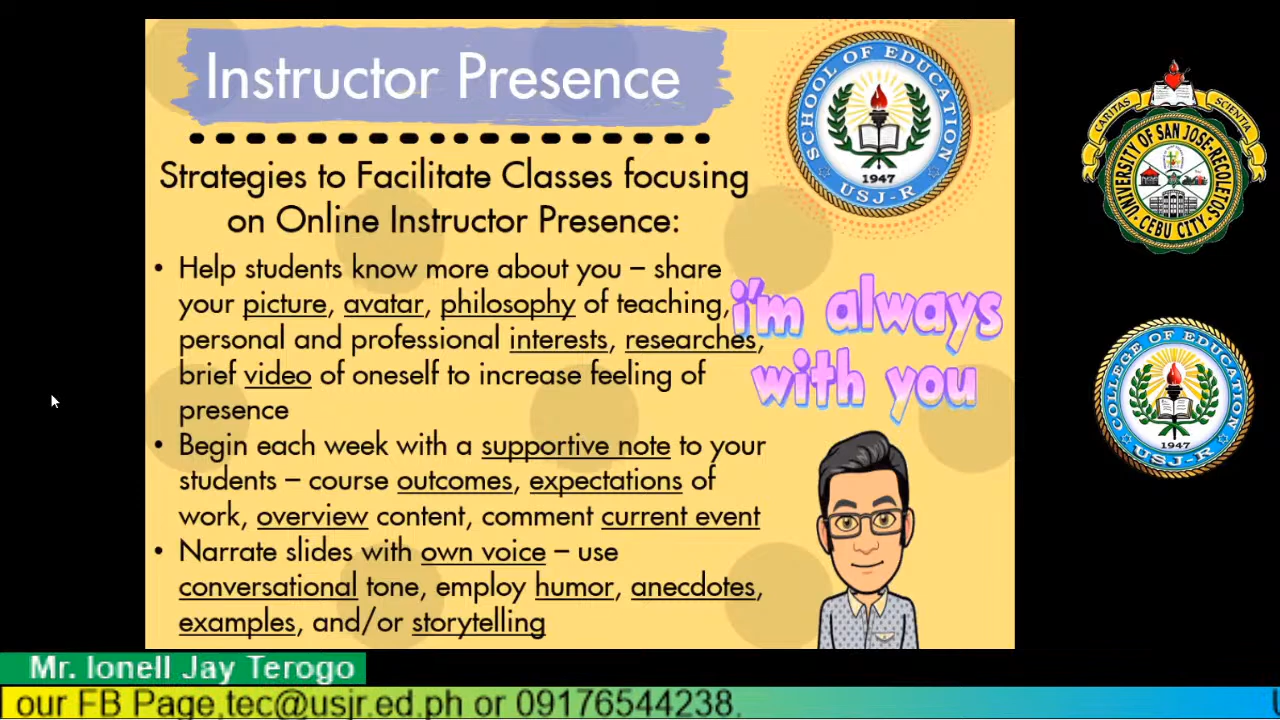 Instructor Presence
Strategies to Facilitate Classes focusing
on Online Instructor Presence:
• Help students know more about you – share
your picture, avatar, philosophy of teaching,
personal and professional interests, researches,
brief video of oneself to increase feeling of
presence
• Begin each week with a supportive note to your
students – course outcomes, expectations of
work, overview content, comment current event
• Narrate slides with own voice – use
conversational tone, employ humor, anecdotes,
examples, and/or storytelling
SCHOOL OF EDUCATION
1947
USJ-R
i'm always
with you
CARITAS SCIENTIA
UNIVERSITY OF SAN JOSE-RECOLETOS
CEBU CITY
COLLEGE OF EDUCATION
1947
USJ-R
Mr. Ionell Jay Terogo
our FB Page,tec@usjr.ed.ph or 09176544238.